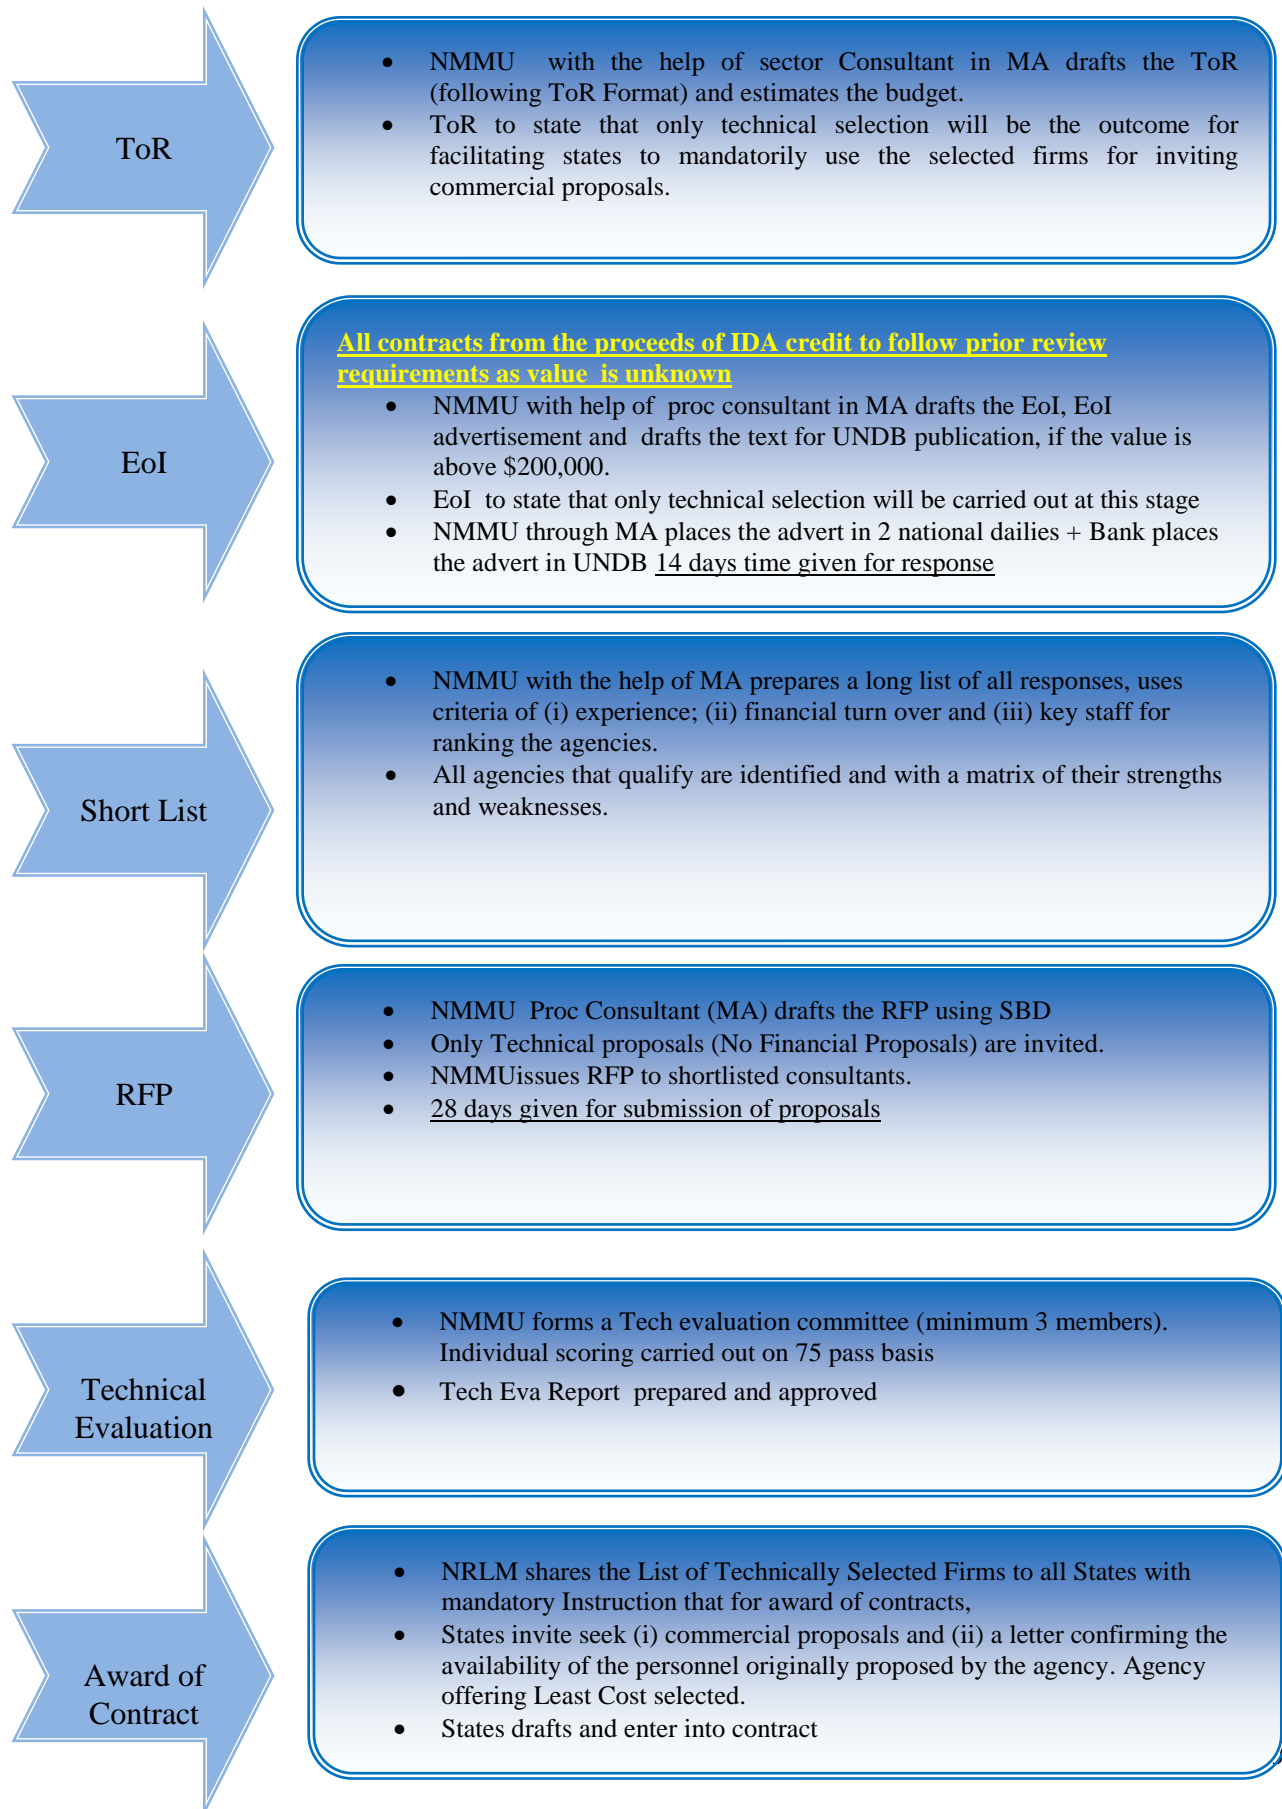 ToR
• NMMU with the help of sector Consultant in MA drafts the ToR
(following ToR Format) and estimates the budget.
• ToR to state that only technical selection will be the outcome for
facilitating states to mandatorily use the selected firms for inviting
commercial proposals.
EoI
All contracts from the proceeds of IDA credit to follow prior review
requirements as value is unknown
• NMMU with help of proc consultant in MA drafts the EoI, EoI
advertisement and drafts the text for UNDB publication, if the value is
above $200,000.
• EoI to state that only technical selection will be carried out at this stage
• NMMU through MA places the advert in 2 national dailies + Bank places
the advert in UNDB 14 days time given for response
Short List
• NMMU with the help of MA prepares a long list of all responses, uses
criteria of (i) experience; (ii) financial turn over and (iii) key staff for
ranking the agencies.
• All agencies that qualify are identified and with a matrix of their strengths
and weaknesses.
RFP
• NMMU Proc Consultant (MA) drafts the RFP using SBD
• Only Technical proposals (No Financial Proposals) are invited.
• NMMUissues RFP to shortlisted consultants.
• 28 days given for submission of proposals
Technical
Evaluation
• NMMU forms a Tech evaluation committee (minimum 3 members).
Individual scoring carried out on 75 pass basis
• Tech Eva Report prepared and approved
Award of
Contract
• NRLM shares the List of Technically Selected Firms to all States with
mandatory Instruction that for award of contracts,
• States invite seek (i) commercial proposals and (ii) a letter confirming the
availability of the personnel originally proposed by the agency. Agency
offering Least Cost selected.
• States drafts and enter into contract